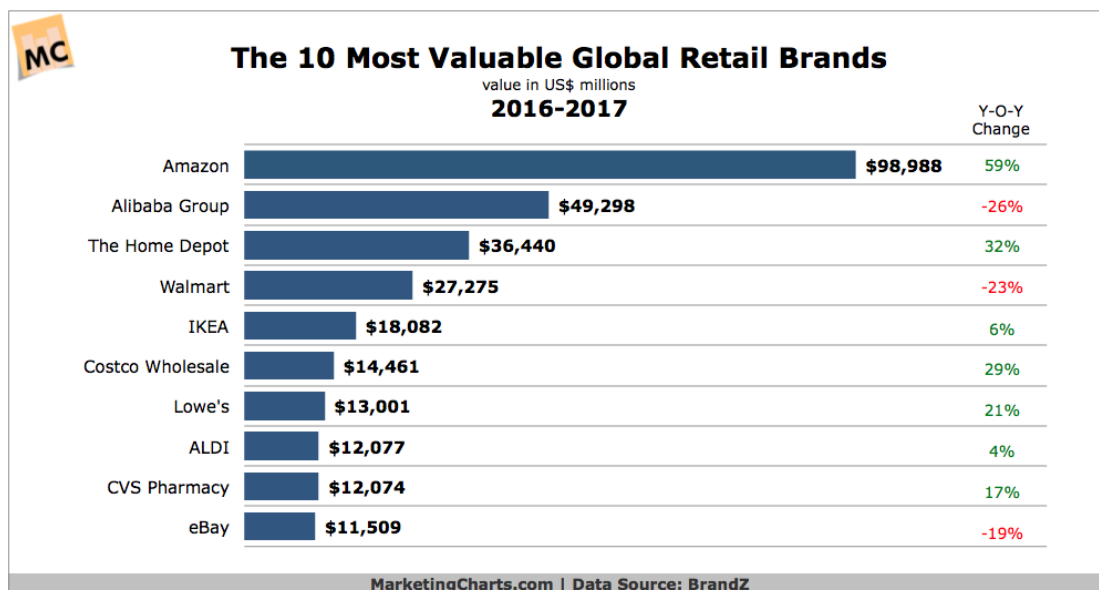 MC
The 10 Most Valuable Global Retail Brands
value in US$ millions
2016-2017
Y-O-Y
Change
Amazon $98,988 59%
Alibaba Group $49,298 -26%
The Home Depot $36,440 32%
Walmart $27,275 -23%
IKEA $18,082 6%
Costco Wholesale $14,461 29%
Lowe's $13,001 21%
ALDI $12,077 4%
CVS Pharmacy $12,074 17%
eBay $11,509 -19%
MarketingCharts.com | Data Source: BrandZ